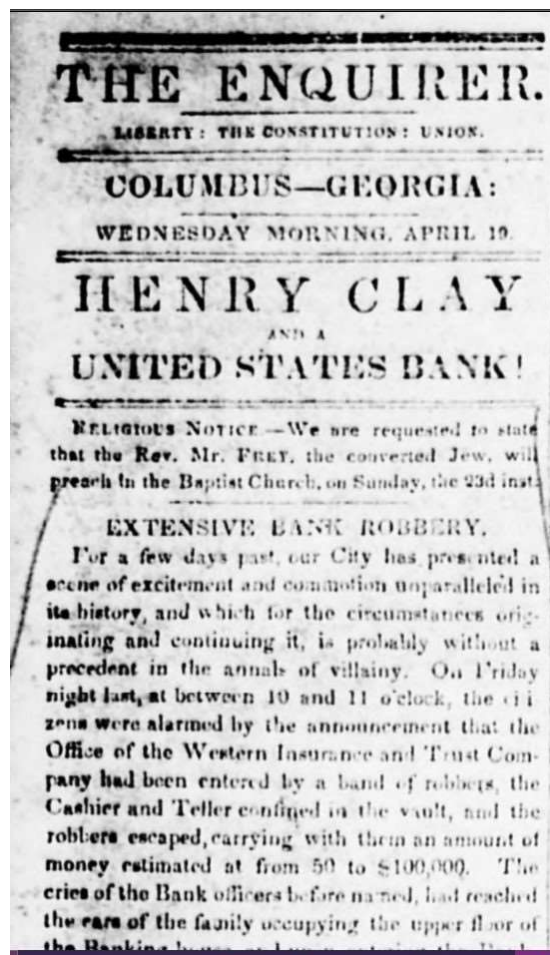 THE ENQUIRER.
LIBERTY: THE CONSTITUTION: UNION.
COLUMBUS—GEORGIA:
WEDNESDAY MORNING, APRIL 19.
HENRY CLAY
AND A
UNITED STATES BANK!
RELIGIOUS NOTICE.—We are requested to state
that the Rev. Mr. FREY, the converted Jew, will
preach in the Baptist Church, on Sunday, the 23d inst.
EXTENSIVE BANK ROBBERY.
For a few days past, our City has presented a
scene of excitement and commotion unparalleled in
its history, and which for the circumstances orig-
inating and continuing it, is probably without a
precedent in the annals of villainy. On Friday
night last, at between 10 and 11 o'clock, the citi
zens were alarmed by the announcement that the
Office of the Western Insurance and Trust Com-
pany had been entered by a band of robbers, the
Cashier and Teller confined in the vault, and the
robbers escaped, carrying with them an amount of
money estimated at from 50 to $100,000. The
cries of the Bank officers before named, had reached
the ears of the family occupying the upper floor of
the Banking house, and upon entering the